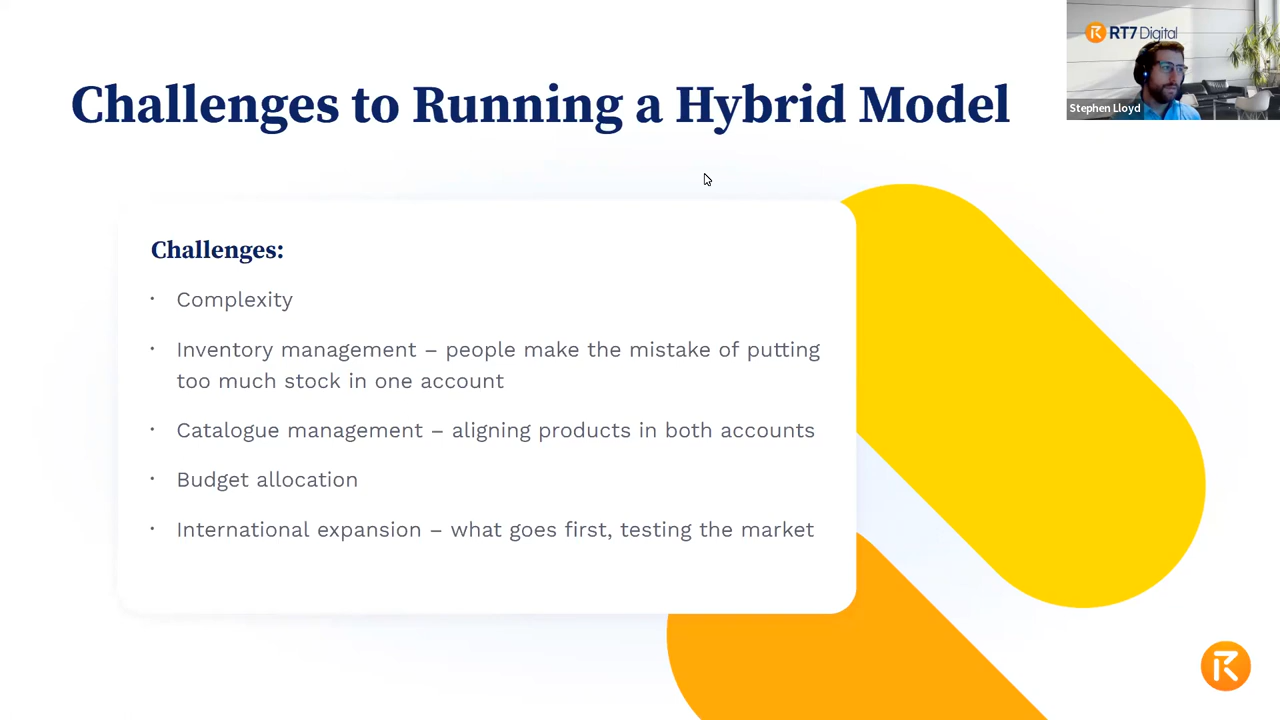 RT7 Digital
Stephen Lloyd
Challenges to Running a Hybrid Model
Challenges:
· Complexity
· Inventory management – people make the mistake of putting
too much stock in one account
· Catalogue management – aligning products in both accounts
· Budget allocation
· International expansion – what goes first, testing the market